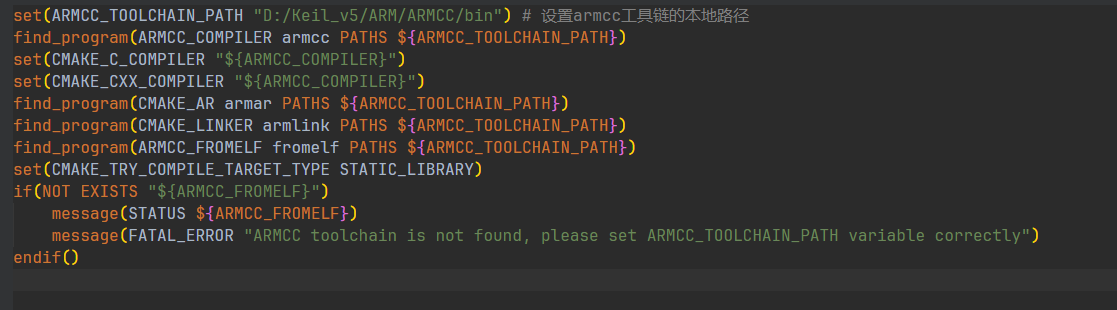 set(ARMCC_TOOLCHAIN_PATH "D:/Keil_v5/ARM/ARMCC/bin") # 设置armcc工具链的本地路径
find_program(ARMCC_COMPILER armcc PATHS ${ARMCC_TOOLCHAIN_PATH})
set(CMAKE_C_COMPILER "${ARMCC_COMPILER}")
set(CMAKE_CXX_COMPILER "${ARMCC_COMPILER}")
find_program(CMAKE_AR armar PATHS ${ARMCC_TOOLCHAIN_PATH})
find_program(CMAKE_LINKER armlink PATHS ${ARMCC_TOOLCHAIN_PATH})
find_program(ARMCC_FROMELF fromelf PATHS ${ARMCC_TOOLCHAIN_PATH})
set(CMAKE_TRY_COMPILE_TARGET_TYPE STATIC_LIBRARY)
if(NOT EXISTS "${ARMCC_FROMELF}")
    message(STATUS ${ARMCC_FROMELF})
    message(FATAL_ERROR "ARMCC toolchain is not found, please set ARMCC_TOOLCHAIN_PATH variable correctly")
endif()